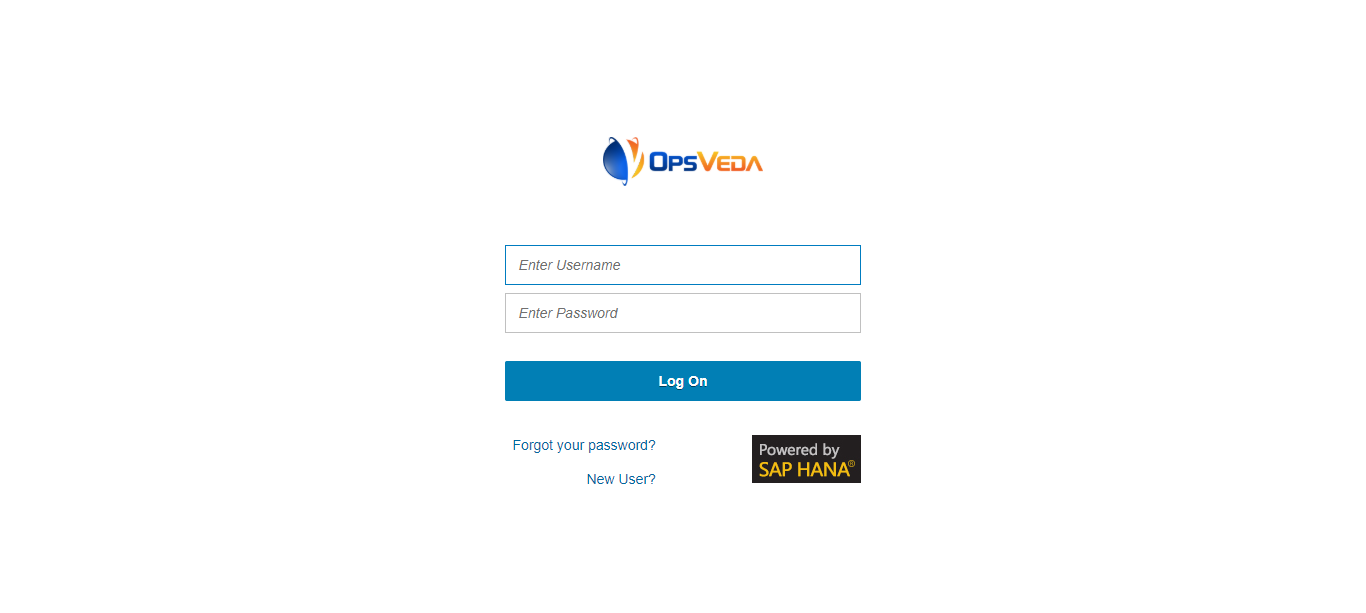 OPSVEDA
Enter Username
Enter Password
Log On
Forgot your password?
New User?
Powered by
SAP HANA®